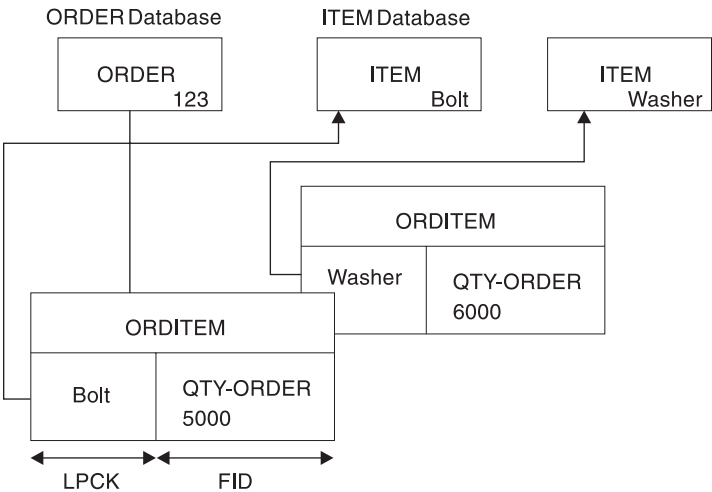 ORDER Database
ITEM Database
ORDER
123
ITEM
Bolt
ITEM
Washer
ORDITEM
Washer
QTY-ORDER
6000
ORDITEM
Bolt
QTY-ORDER
5000
LPCK
FID